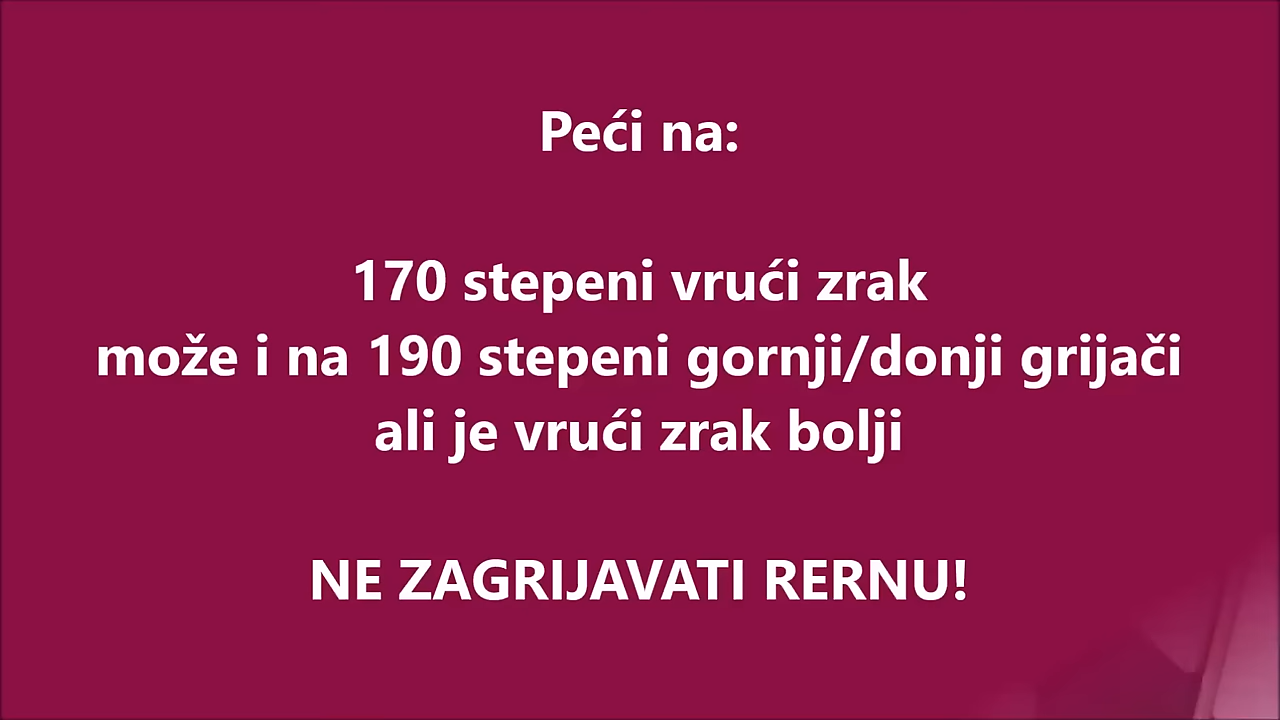 Peći na:
170 stepeni vrući zrak
može i na 190 stepeni gornji/donji grijači
ali je vrući zrak bolji
NE ZAGRIJAVATI RERNU!